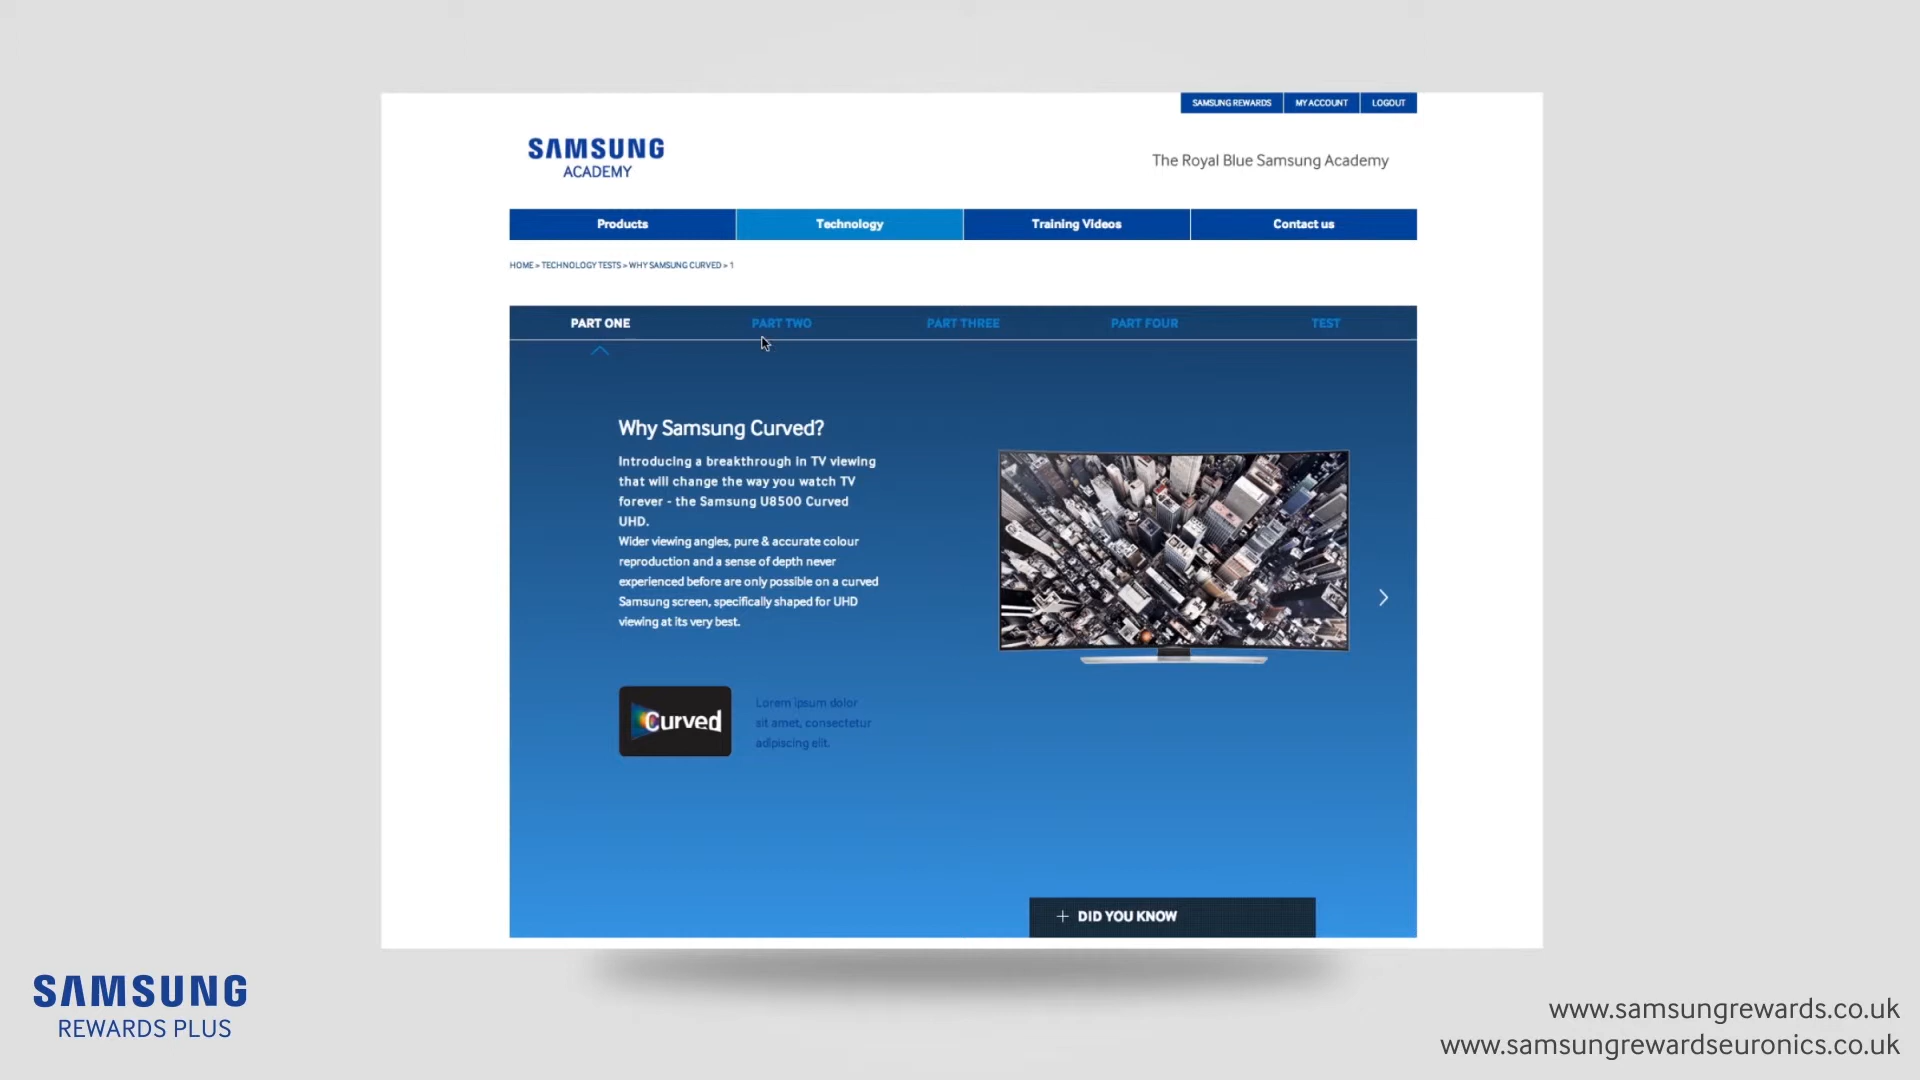 SAMSUNG REWARDS
MY ACCOUNT
LOGOUT
SAMSUNG
ACADEMY
The Royal Blue Samsung Academy
Products
Technology
Training Videos
Contact us
HOME > TECHNOLOGY TESTS > WHY SAMSUNG CURVED > 1
PART ONE
PART TWO
PART THREE
PART FOUR
TEST
Why Samsung Curved?
Introducing a breakthrough in TV viewing
that will change the way you watch TV
forever - the Samsung U8500 Curved
UHD.
Wider viewing angles, pure & accurate colour
reproduction and a sense of depth never
experienced before are only possible on a curved
Samsung screen, specifically shaped for UHD
viewing at its very best.
Curved
Lorem ipsum dolor
sit amet, consectetur
adipiscing elit.
+ DID YOU KNOW
SAMSUNG
REWARDS PLUS
www.samsungrewards.co.uk
www.samsungrewardseuronics.co.uk